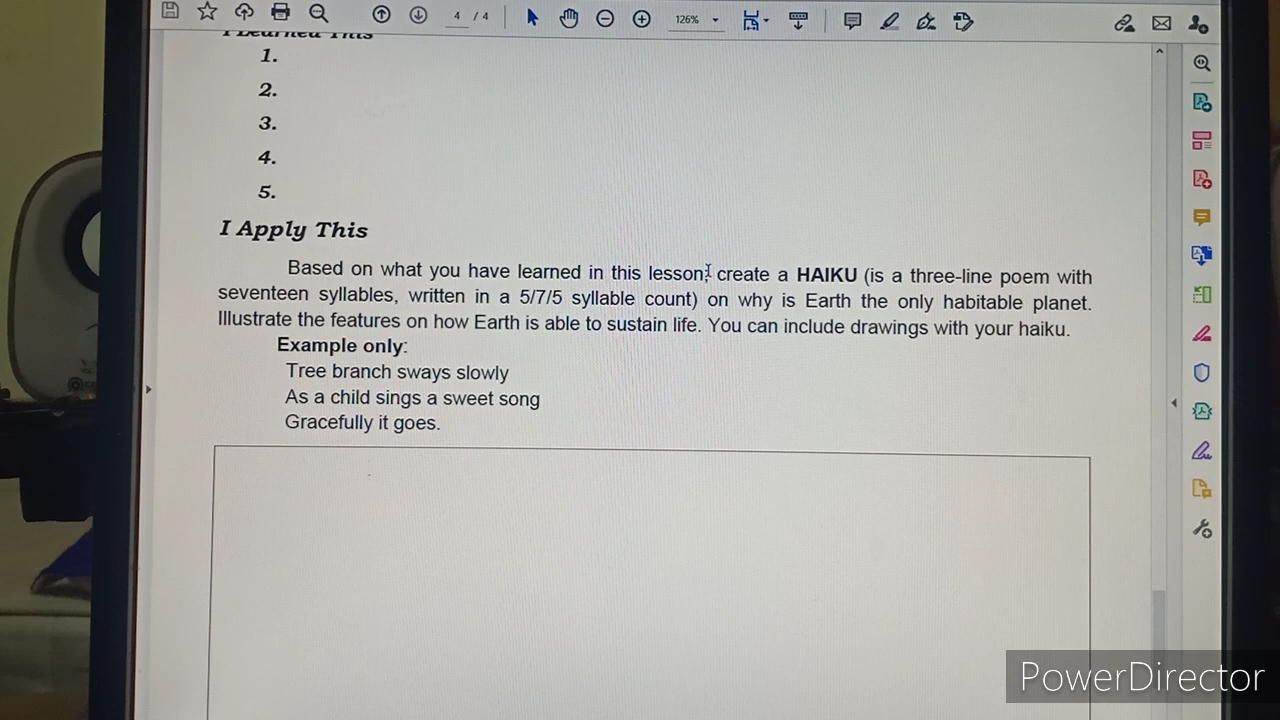 4 / 4
126%
I Learned This
1.
2.
3.
4.
5.
I Apply This
Based on what you have learned in this lesson, create a HAIKU (is a three-line poem with
seventeen syllables, written in a 5/7/5 syllable count) on why is Earth the only habitable planet.
Illustrate the features on how Earth is able to sustain life. You can include drawings with your haiku.
Example only:
Tree branch sways slowly
As a child sings a sweet song
Gracefully it goes.
PowerDirector